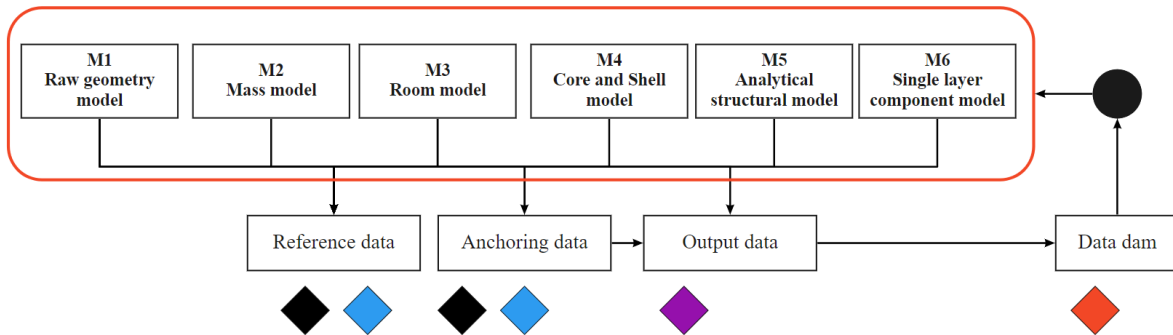 M1
Raw geometry
model
M2
Mass model
M3
Room model
M4
Core and Shell
model
M5
Analytical
structural model
M6
Single layer
component model
Reference data
Anchoring data
Output data
Data dam